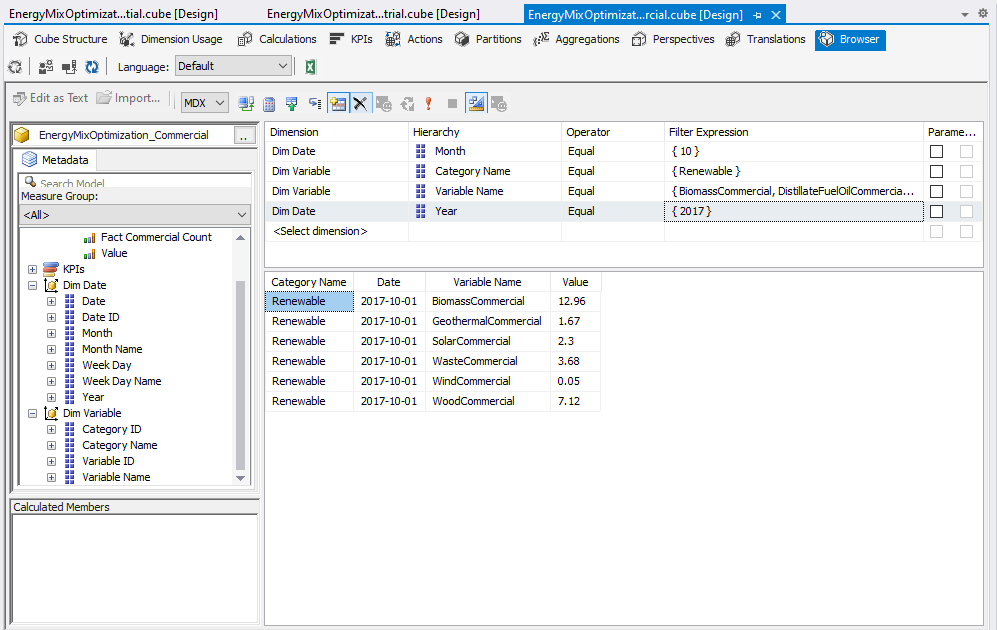 EnergyMixOptimizat...tial.cube [Design] EnergyMixOptimizat...trial.cube [Design] EnergyMixOptimizat...rcial.cube [Design]
Cube Structure Dimension Usage Calculations KPIs Actions Partitions Aggregations Perspectives Translations Browser
Language: Default
Edit as Text Import... MDX
EnergyMixOptimization_Commercial ..
Metadata
Search Model
Measure Group:
<All>
Fact Commercial Count
Value
KPIs
Dim Date
Date
Date ID
Month
Month Name
Week Day
Week Day Name
Year
Dim Variable
Category ID
Category Name
Variable ID
Variable Name
Calculated Members
Dimension Hierarchy Operator Filter Expression Parame...
Dim Date Month Equal { 10 }
Dim Variable Category Name Equal { Renewable }
Dim Variable Variable Name Equal { BiomassCommercial, DistillateFuelOilCommercia...
Dim Date Year Equal { 2017 }
<Select dimension>
Category Name Date Variable Name Value
Renewable 2017-10-01 BiomassCommercial 12.96
Renewable 2017-10-01 GeothermalCommercial 1.67
Renewable 2017-10-01 SolarCommercial 2.3
Renewable 2017-10-01 WasteCommercial 3.68
Renewable 2017-10-01 WindCommercial 0.05
Renewable 2017-10-01 WoodCommercial 7.12